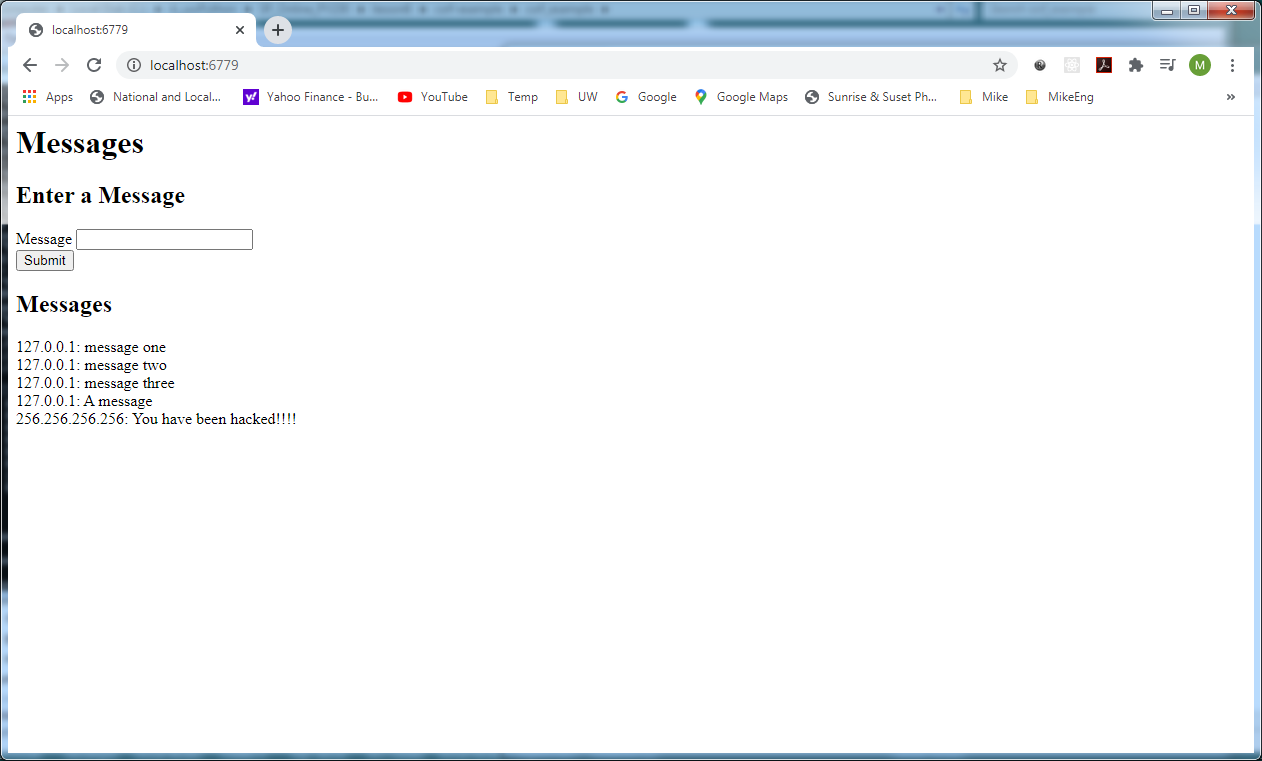 localhost:6779
localhost:6779
M
Apps National and Local... Yahoo Finance - Bu... YouTube Temp UW Google Google Maps Sunrise & Suset Ph... Mike MikeEng »
Messages
Enter a Message
Message
Submit
Messages
127.0.0.1: message one
127.0.0.1: message two
127.0.0.1: message three
127.0.0.1: A message
256.256.256.256: You have been hacked!!!!